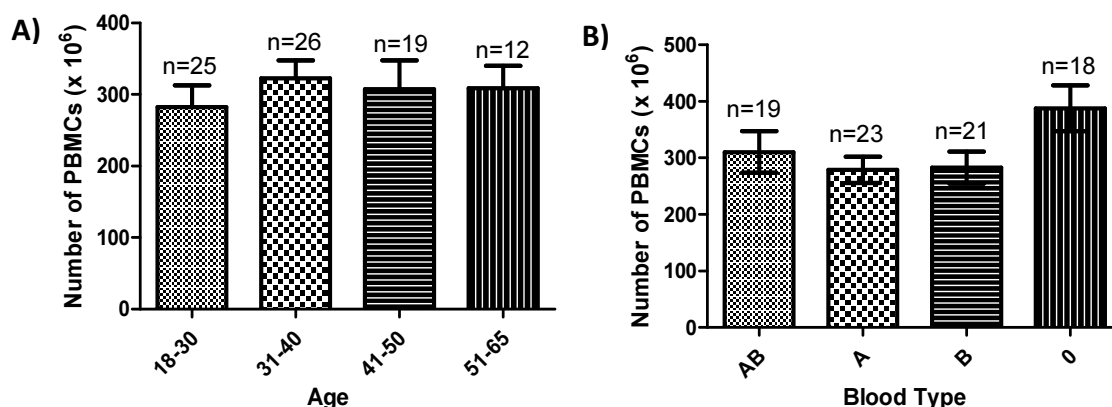 A)
Number of PBMCs (x 10⁶)
400
300
200
100
0
n=25
n=26
n=19
n=12
18-30
31-40
41-50
51-65
Age
B)
Number of PBMCs (x 10⁶)
500
400
300
200
100
0
n=19
n=23
n=21
n=18
AB
A
B
0
Blood Type